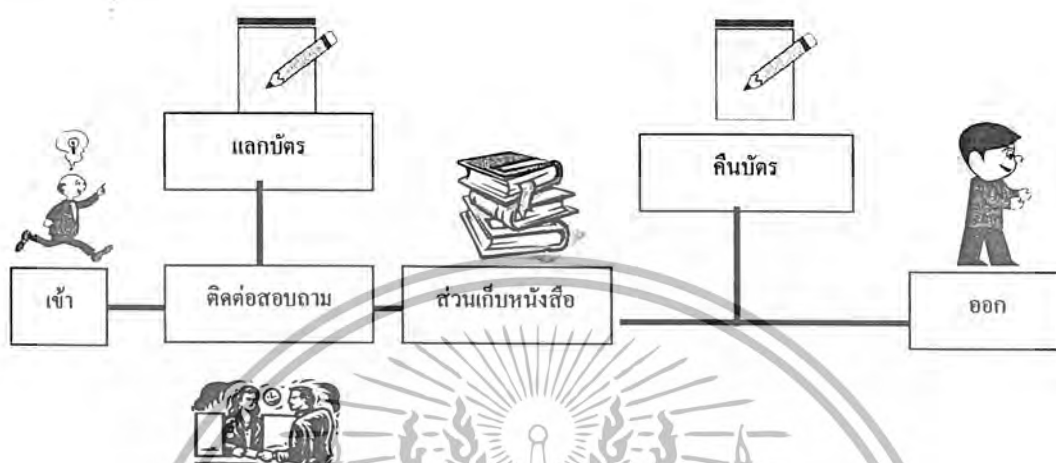 แลกบัตร
คืนบัตร
เข้า
ติดต่อสอบถาม
ส่วนเก็บหนังสือ
ออก